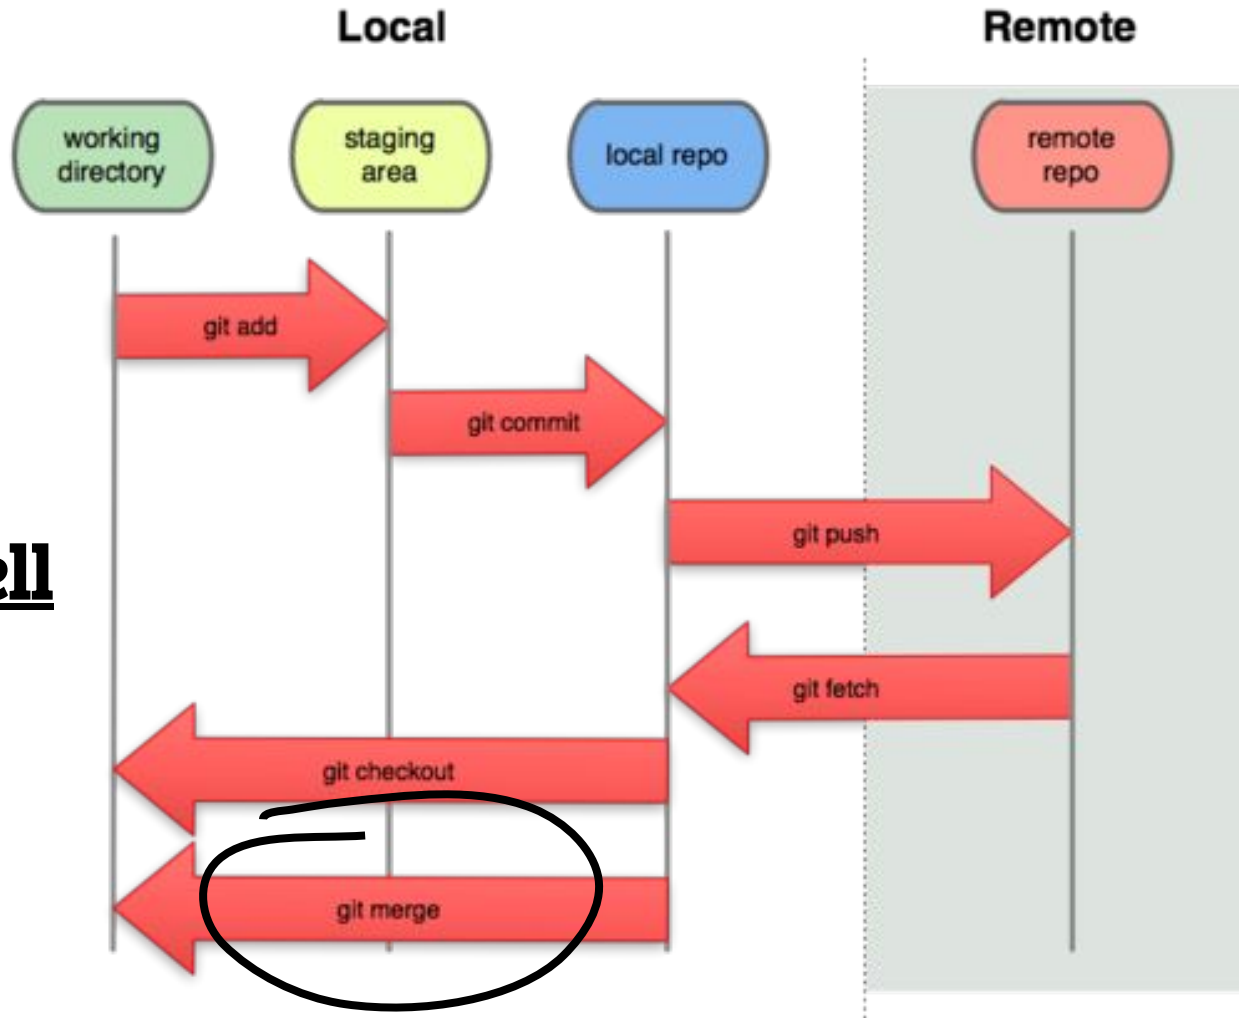 Local
Remote
working
directory
staging
area
local repo
remote
repo
git add
git commit
git push
ell
git fetch
git checkout
git merge